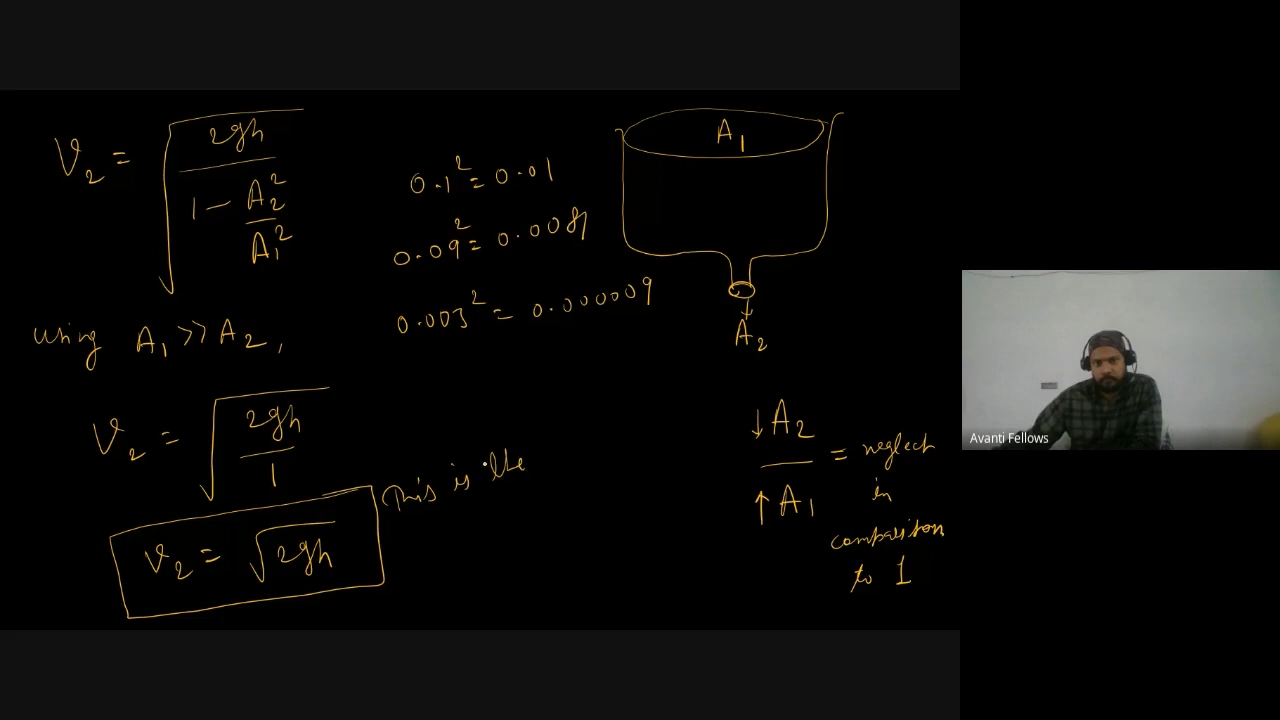 V₂ = √(2gh / (1 - A₂²/A₁²))
0.1² = 0.01
0.09² = 0.0081
0.003² = 0.000009
A₁
A₂
using A₁ >> A₂,
V₂ = √(2gh / 1)
V₂ = √2gh
This is the
↓A₂ / ↑A₁ = neglect
in
comparison
to 1
Avanti Fellows